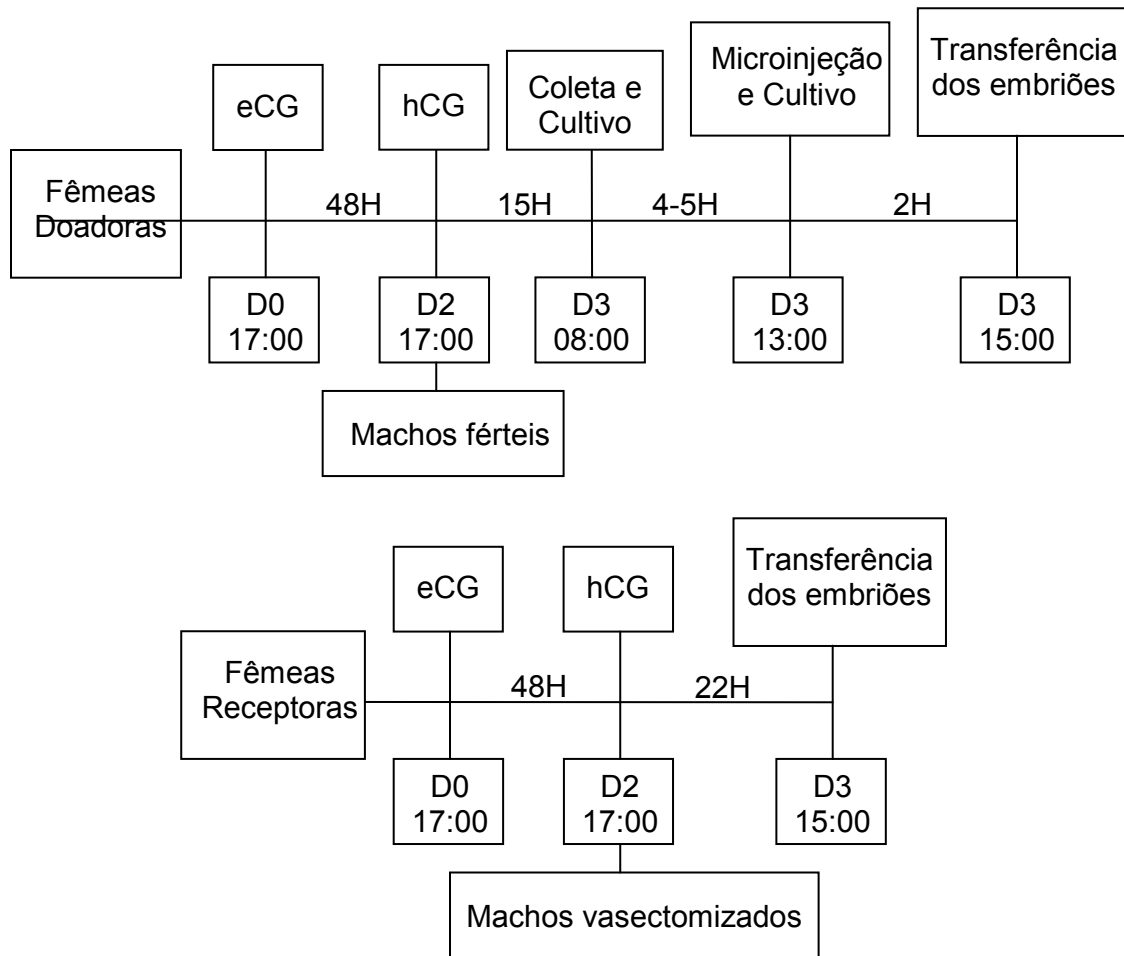 eCG
hCG
Coleta e
Cultivo
Microinjeção
e Cultivo
Transferência
dos embriões
Fêmeas
Doadoras
48H
15H
4-5H
2H
D0
17:00
D2
17:00
D3
08:00
D3
13:00
D3
15:00
Machos férteis
eCG
hCG
Transferência
dos embriões
Fêmeas
Receptoras
48H
22H
D0
17:00
D2
17:00
D3
15:00
Machos vasectomizados